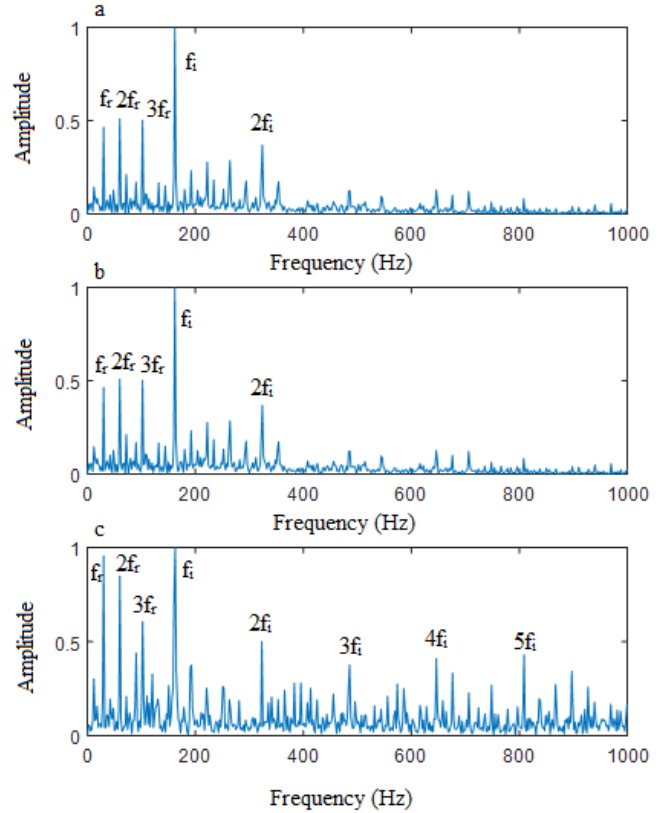 a
Amplitude
1
0.5
0
fᵣ 2fᵣ 3fᵣ fᵢ 2fᵢ
0 200 400 600 800 1000
Frequency (Hz)
b
Amplitude
1
0.5
0
fᵣ 2fᵣ 3fᵣ fᵢ 2fᵢ
0 200 400 600 800 1000
Frequency (Hz)
c
Amplitude
1
0.5
0
fᵣ 2fᵣ 3fᵣ fᵢ 2fᵢ 3fᵢ 4fᵢ 5fᵢ
0 200 400 600 800 1000
Frequency (Hz)